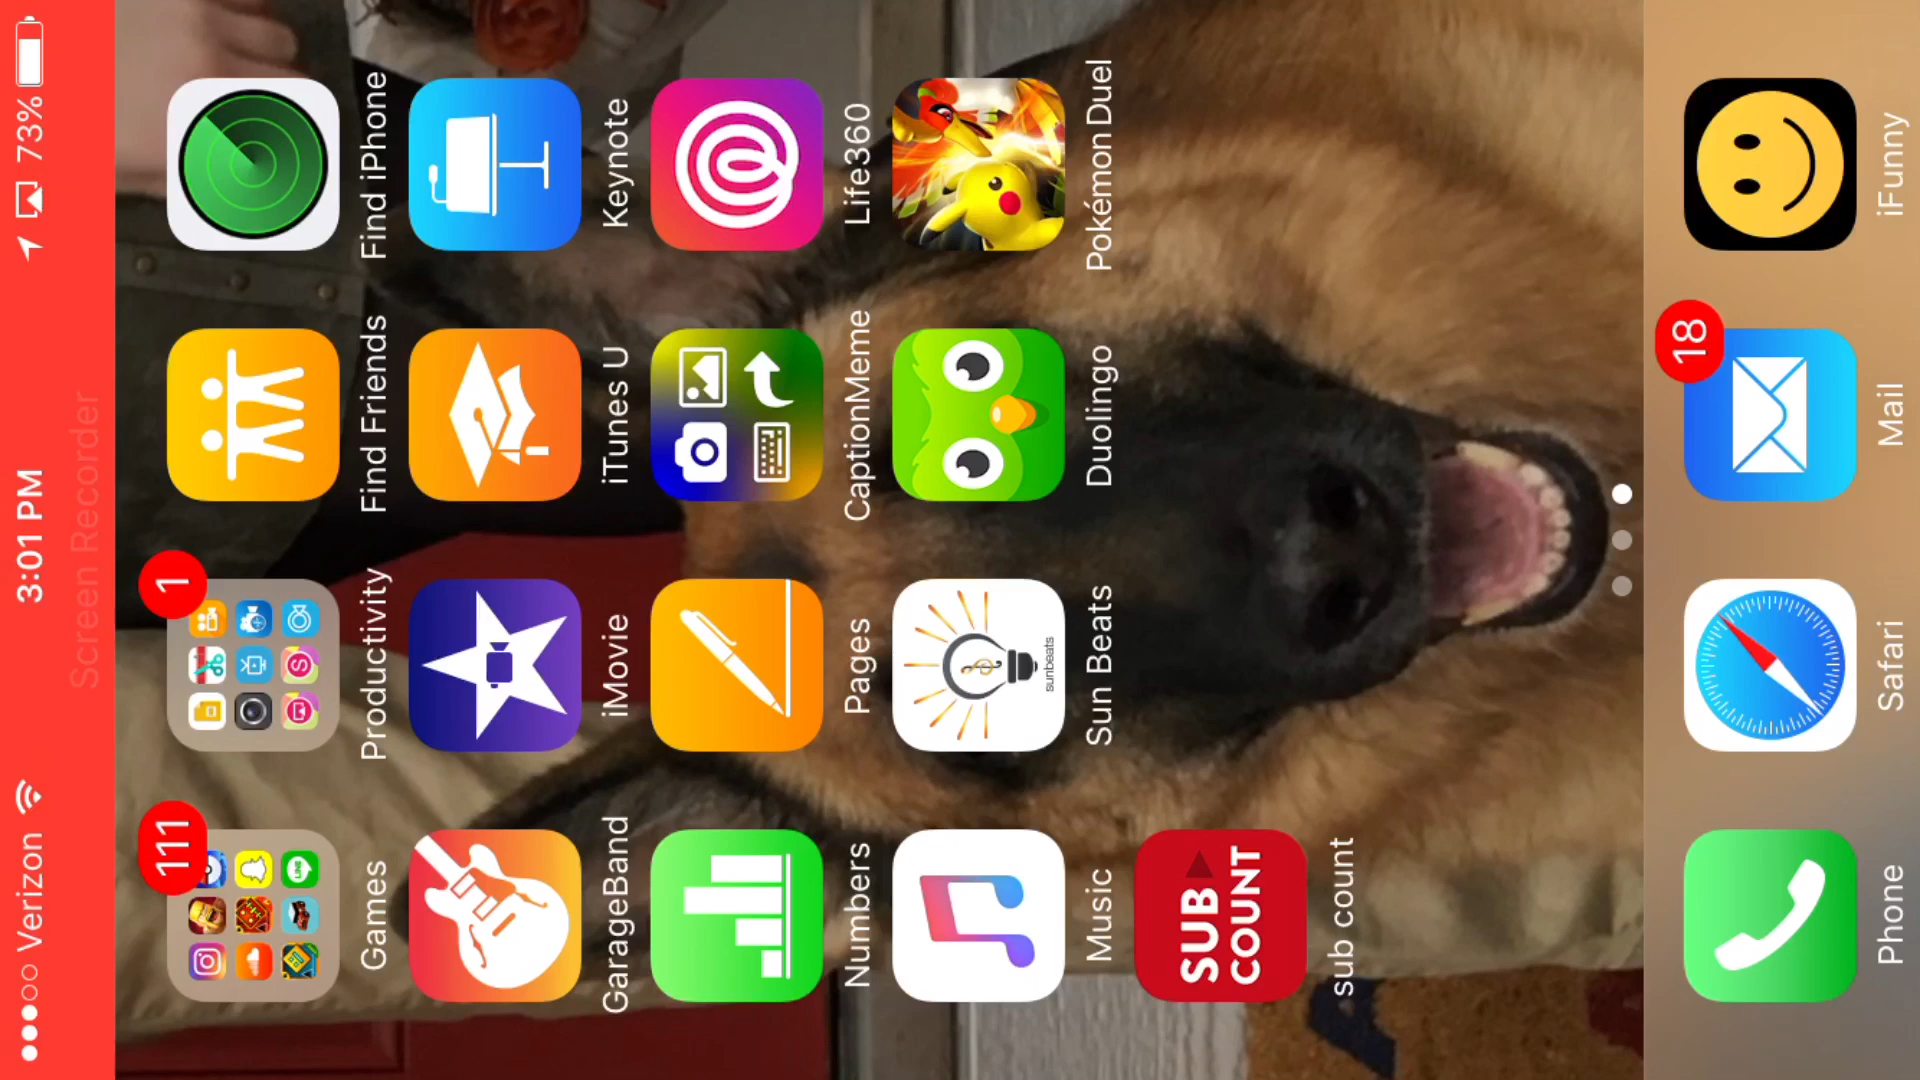 Verizon 3:01 PM 73%
Screen Recorder
111 1
Games Productivity Find Friends Find iPhone
GarageBand iMovie iTunes U Keynote
Numbers Pages CaptionMeme Life360
sunbeats
Music Sun Beats Duolingo Pokémon Duel
SUB
COUNT
sub count
18
Phone Safari Mail iFunny